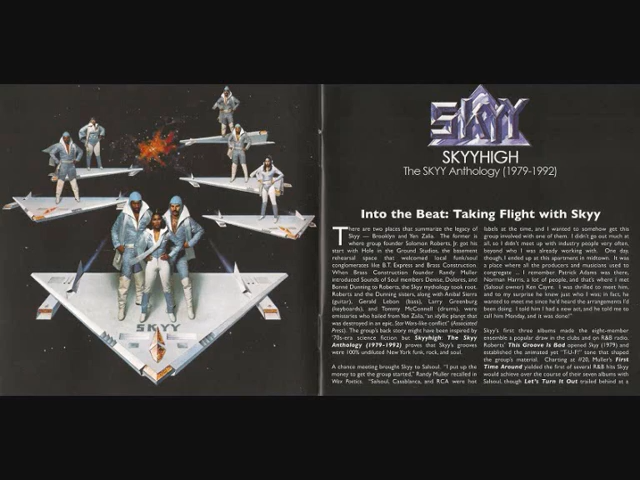 SKYY
SKYY
SKYYHIGH
The SKYY Anthology (1979-1992)
Into the Beat: Taking Flight with Skyy
There are two places that summarize the legacy of
Skyy — Brooklyn and Yen Zalia. The former is
where group founder Solomon Roberts, Jr. got his
start with Hole in the Ground Studios, the basement
rehearsal space that welcomed local funk/soul
conglomerates like B.T. Express and Brass Construction.
When Brass Construction founder Randy Muller
introduced Sounds of Soul members Denise, Dolores, and
Bonné Dunning to Roberts, the Skyy mythology took root.
Roberts and the Dunning sisters, along with Anibal Sierra
(guitar), Gerald Lebon (bass), Larry Greenburg
(keyboards), and Tommy McConnell (drums), were
emissaries who hailed from Yen Zalia, "an idyllic planet that
was destroyed in an epic, Star Wars-like conflict" (Associated
Press). The group's back story might have been inspired by
'70s-era science fiction but Skyyhigh: The Skyy
Anthology (1979-1992) proves that Skyy's grooves
were 100% undiluted New York funk, rock, and soul.
A chance meeting brought Skyy to Salsoul. "I put up the
money to get the group started," Randy Muller recalled in
Wax Poetics. "Salsoul, Casablanca, and RCA were hot
labels at the time, and I wanted to somehow get this
group involved with one of them. I didn't go out much at
all, so I didn't meet up with industry people very often,
beyond who I was already working with. One day,
though, I ended up at this apartment in midtown. It was
a place where all the producers and musicians used to
congregate ... I remember Patrick Adams was there,
Norman Harris, a lot of people, and that's where I met
(Salsoul owner) Ken Cayre. I was thrilled to meet him,
and to my surprise he knew just who I was; in fact, he
wanted to meet me once he'd heard the arrangements I'd
been doing. I told him I had a new act, and he told me to
call him Monday, and it was done!"
Skyy's first three albums made the eight-member
ensemble a popular draw in the clubs and on R&B radio.
Roberts' This Groove Is Bad opened Skyy (1979) and
established the animated yet "T-U-F" tone that shaped
the group's material. Charting at #20, Muller's First
Time Around yielded the first of several R&B hits Skyy
would achieve over the course of their seven albums with
Salsoul, though Let's Turn It Out trailed behind at a